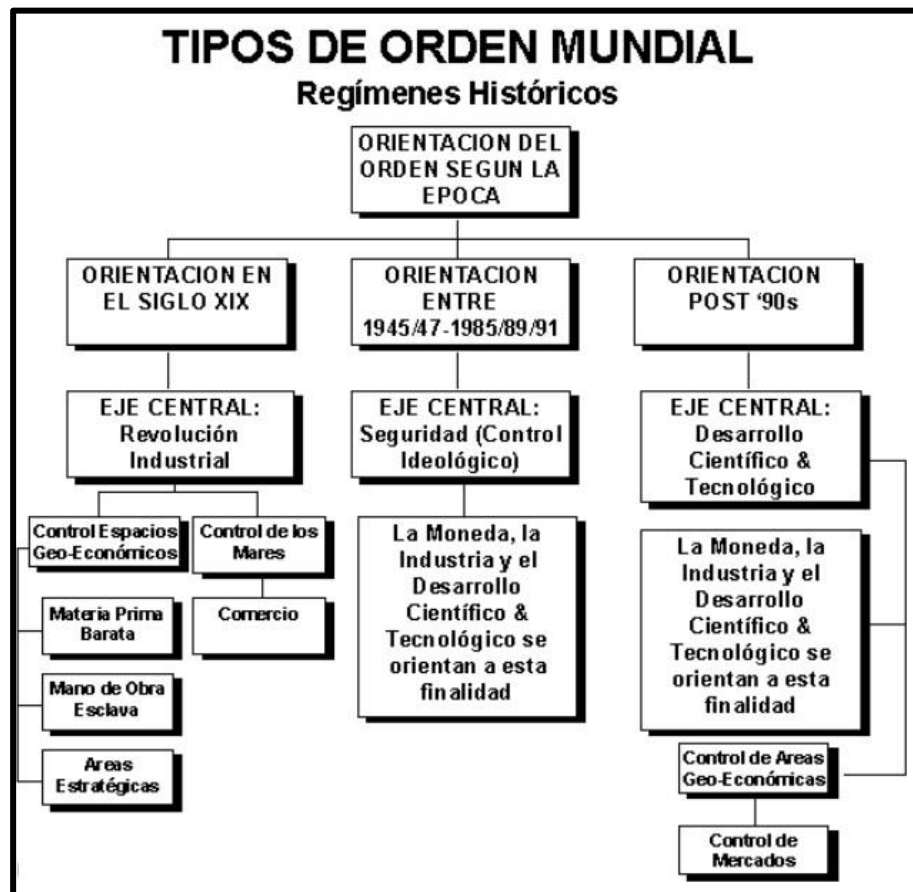 TIPOS DE ORDEN MUNDIAL
Regímenes Históricos
ORIENTACION DEL
ORDEN SEGUN LA
EPOCA
ORIENTACION EN
EL SIGLO XIX
ORIENTACION
ENTRE
1945/47-1985/89/91
ORIENTACION
POST ‘90s
EJE CENTRAL:
Revolución
Industrial
EJE CENTRAL:
Seguridad (Control
Ideológico)
EJE CENTRAL:
Desarrollo
Científico &
Tecnológico
Control Espacios
Geo-Económicos
Control de los
Mares
Materia Prima
Barata
Comercio
Mano de Obra
Esclava
Areas
Estratégicas
La Moneda, la
Industria y el
Desarrollo
Científico &
Tecnológico se
orientan a esta
finalidad
La Moneda, la
Industria y el
Desarrollo
Científico &
Tecnológico se
orientan a esta
finalidad
Control de Areas
Geo-Económicas
Control de
Mercados